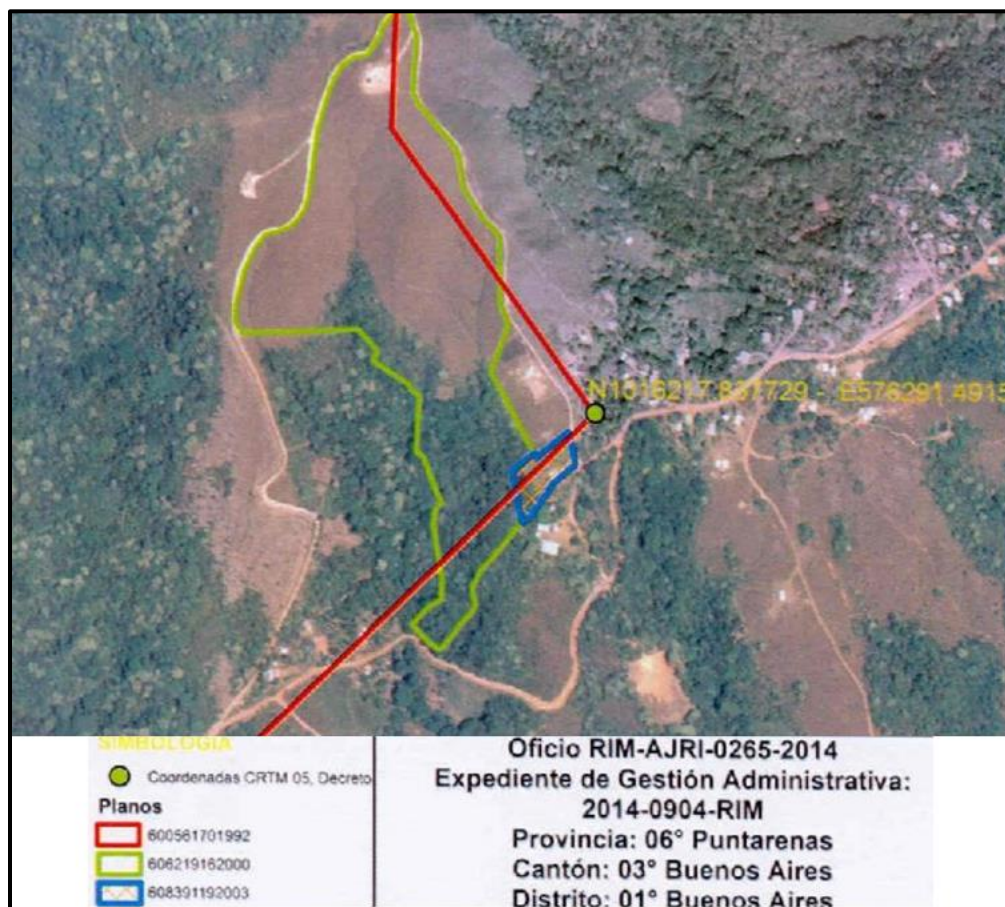 N1016217.837729 - E576291.4915
SIMBOLOGIA
Coordenadas CRTM 05, Decreto
Planos
600561701992
606219162000
608391192003
Oficio RIM-AJRI-0265-2014
Expediente de Gestión Administrativa:
2014-0904-RIM
Provincia: 06° Puntarenas
Cantón: 03° Buenos Aires
Distrito: 01° Buenos Aires